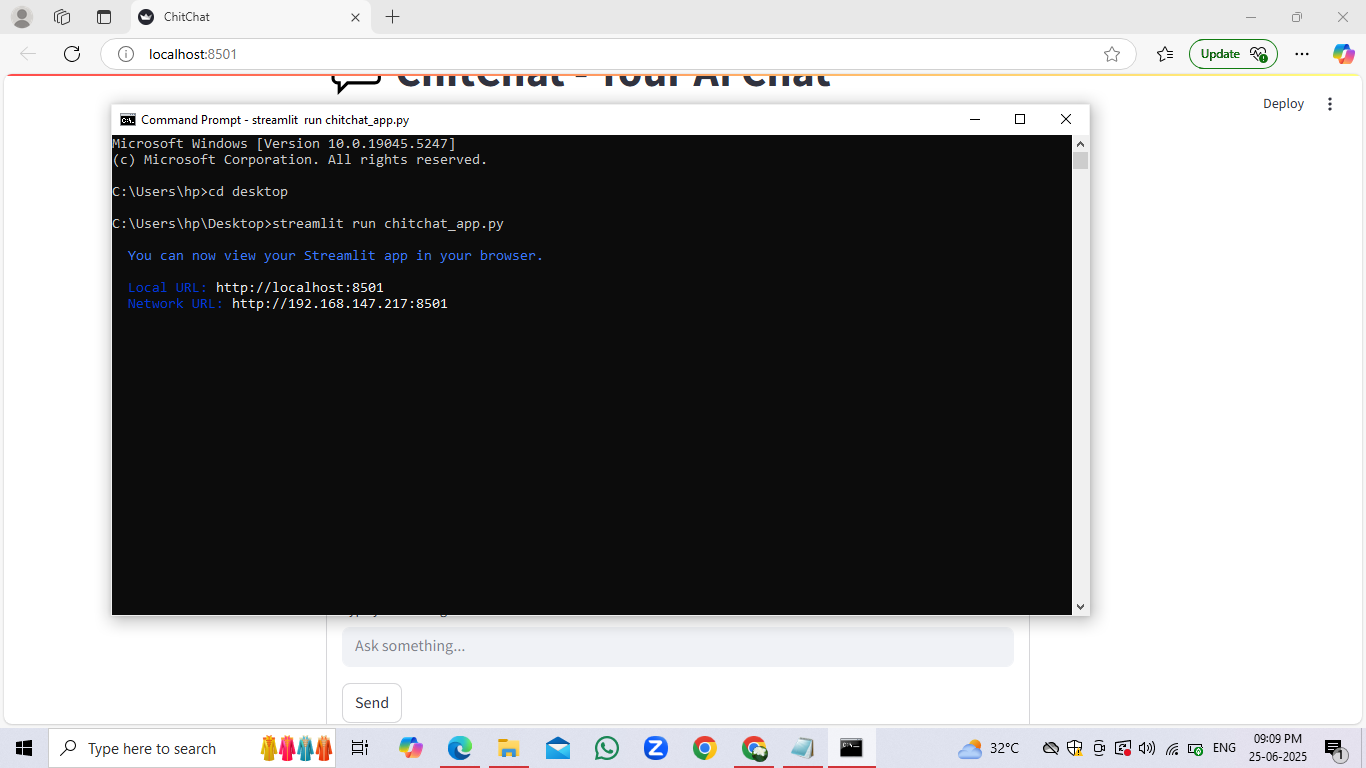 ChitChat
localhost:8501
Update
ChitChat - Your AI Chat
Deploy
Command Prompt - streamlit run chitchat_app.py
Microsoft Windows [Version 10.0.19045.5247]
(c) Microsoft Corporation. All rights reserved.
C:\Users\hp>cd desktop
C:\Users\hp\Desktop>streamlit run chitchat_app.py
You can now view your Streamlit app in your browser.
Local URL: http://localhost:8501
Network URL: http://192.168.147.217:8501
Ask something...
Send
Type here to search
32°C
ENG
09:09 PM
25-06-2025
1